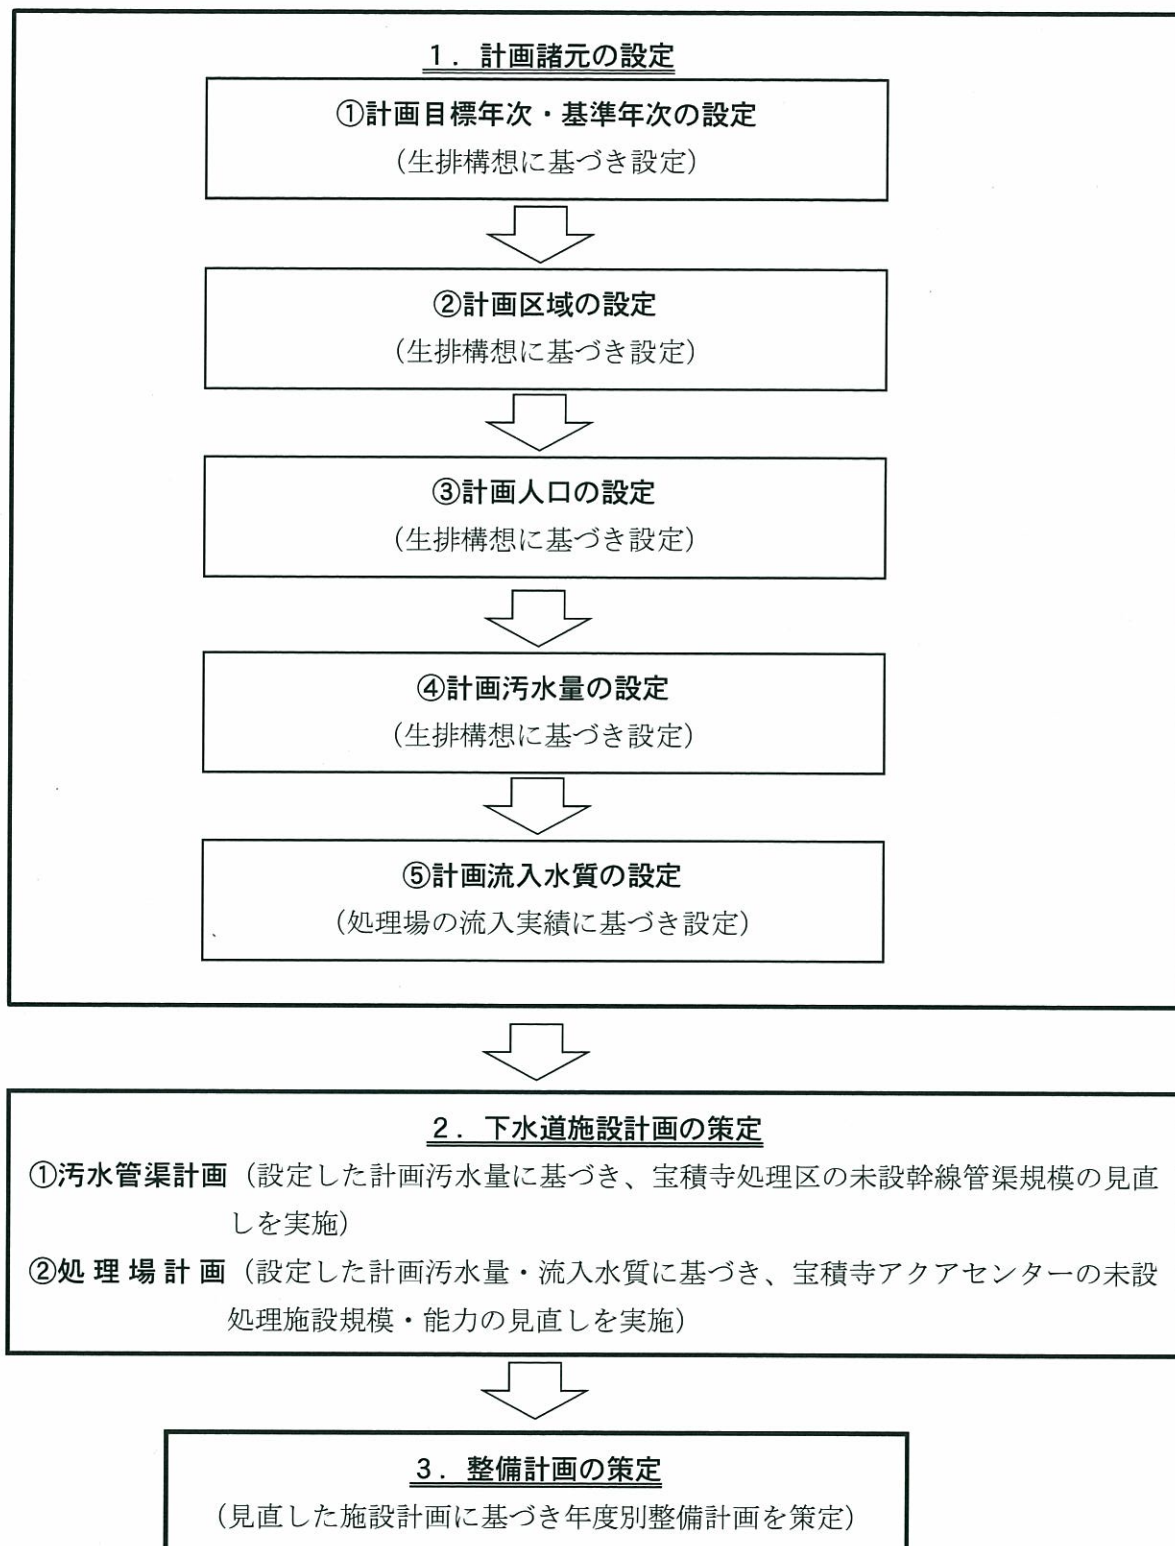 1．計画諸元の設定
①計画目標年次・基準年次の設定
（生排構想に基づき設定）
②計画区域の設定
（生排構想に基づき設定）
③計画人口の設定
（生排構想に基づき設定）
④計画汚水量の設定
（生排構想に基づき設定）
⑤計画流入水質の設定
（処理場の流入実績に基づき設定）
2．下水道施設計画の策定
①汚水管渠計画（設定した計画汚水量に基づき、宝積寺処理区の未設幹線管渠規模の見直
しを実施）
②処理場計画（設定した計画汚水量・流入水質に基づき、宝積寺アクアセンターの未設
処理施設規模・能力の見直しを実施）
3．整備計画の策定
（見直した施設計画に基づき年度別整備計画を策定）